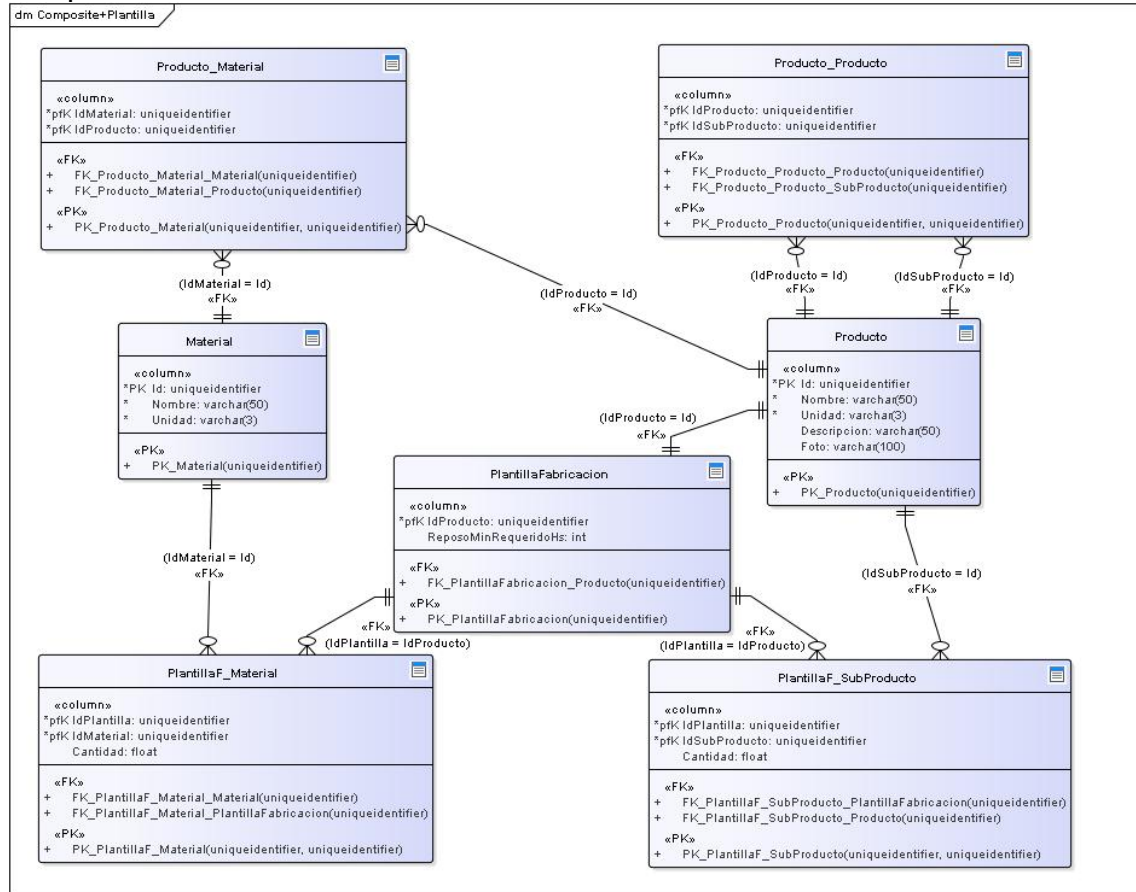 dm Composite+Plantilla
Producto_Material
«column»
*pfK IdMaterial: uniqueidentifier
*pfK IdProducto: uniqueidentifier
«FK»
+ FK_Producto_Material_Material(uniqueidentifier)
+ FK_Producto_Material_Producto(uniqueidentifier)
«PK»
+ PK_Producto_Material(uniqueidentifier, uniqueidentifier)
Producto_Producto
«column»
*pfK IdProducto: uniqueidentifier
*pfK IdSubProducto: uniqueidentifier
«FK»
+ FK_Producto_Producto_Producto(uniqueidentifier)
+ FK_Producto_Producto_SubProducto(uniqueidentifier)
«PK»
+ PK_Producto_Producto(uniqueidentifier, uniqueidentifier)
(IdMaterial = Id)
«FK»
(IdProducto = Id)
«FK»
(IdProducto = Id)
«FK»
(IdSubProducto = Id)
«FK»
Material
«column»
*PK Id: uniqueidentifier
* Nombre: varchar(50)
* Unidad: varchar(3)
«PK»
+ PK_Material(uniqueidentifier)
Producto
«column»
*PK Id: uniqueidentifier
* Nombre: varchar(50)
* Unidad: varchar(3)
Descripcion: varchar(50)
Foto: varchar(100)
«PK»
+ PK_Producto(uniqueidentifier)
(IdProducto = Id)
«FK»
PlantillaFabricacion
«column»
*pfK IdProducto: uniqueidentifier
ReposoMinRequeridoHs: int
«FK»
+ FK_PlantillaFabricacion_Producto(uniqueidentifier)
«PK»
+ PK_PlantillaFabricacion(uniqueidentifier)
(IdMaterial = Id)
«FK»
(IdSubProducto = Id)
«FK»
«FK»
(IdPlantilla = IdProducto)
«FK»
(IdPlantilla = IdProducto)
PlantillaF_Material
«column»
*pfK IdPlantilla: uniqueidentifier
*pfK IdMaterial: uniqueidentifier
Cantidad: float
«FK»
+ FK_PlantillaF_Material_Material(uniqueidentifier)
+ FK_PlantillaF_Material_PlantillaFabricacion(uniqueidentifier)
«PK»
+ PK_PlantillaF_Material(uniqueidentifier, uniqueidentifier)
PlantillaF_SubProducto
«column»
*pfK IdPlantilla: uniqueidentifier
*pfK IdSubProducto: uniqueidentifier
Cantidad: float
«FK»
+ FK_PlantillaF_SubProducto_PlantillaFabricacion(uniqueidentifier)
+ FK_PlantillaF_SubProducto_Producto(uniqueidentifier)
«PK»
+ PK_PlantillaF_SubProducto(uniqueidentifier, uniqueidentifier)